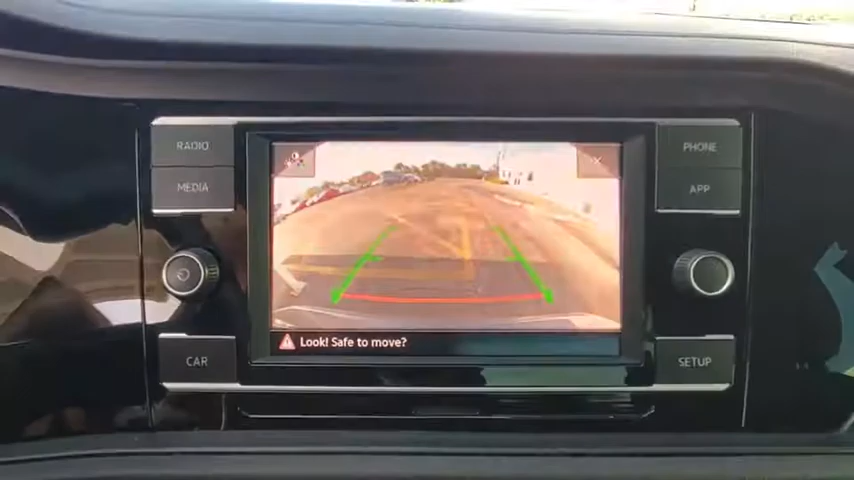 RADIO
MEDIA
CAR
Look! Safe to move?
PHONE
APP
SETUP